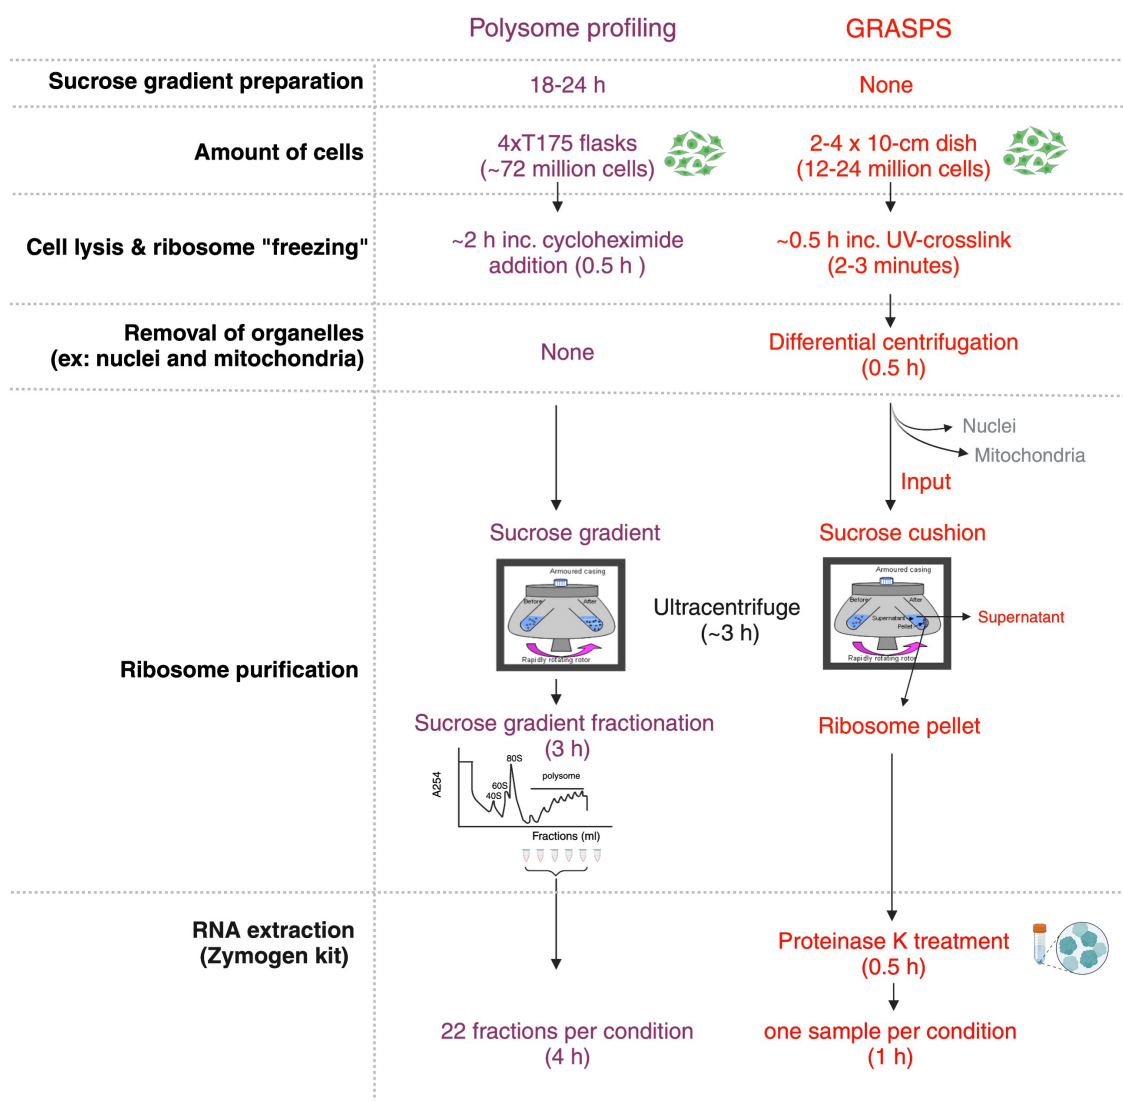 Polysome profiling
GRASPS
Sucrose gradient preparation
18-24 h
None
Amount of cells
4xT175 flasks
(~72 million cells)
2-4 x 10-cm dish
(12-24 million cells)
Cell lysis & ribosome "freezing"
~2 h inc. cycloheximide
addition (0.5 h )
~0.5 h inc. UV-crosslink
(2-3 minutes)
Removal of organelles
(ex: nuclei and mitochondria)
None
Differential centrifugation
(0.5 h)
Nuclei
Mitochondria
Input
Ribosome purification
Sucrose gradient
Armoured casing
Before
After
Rapidly rotating rotor
Ultracentrifuge
(~3 h)
Sucrose cushion
Armoured casing
Before
After
Supernatant
Pellet
Rapidly rotating rotor
Supernatant
Sucrose gradient fractionation
(3 h)
Ribosome pellet
A254
40S
60S
80S
polysome
Fractions (ml)
RNA extraction
(Zymogen kit)
Proteinase K treatment
(0.5 h)
22 fractions per condition
(4 h)
one sample per condition
(1 h)